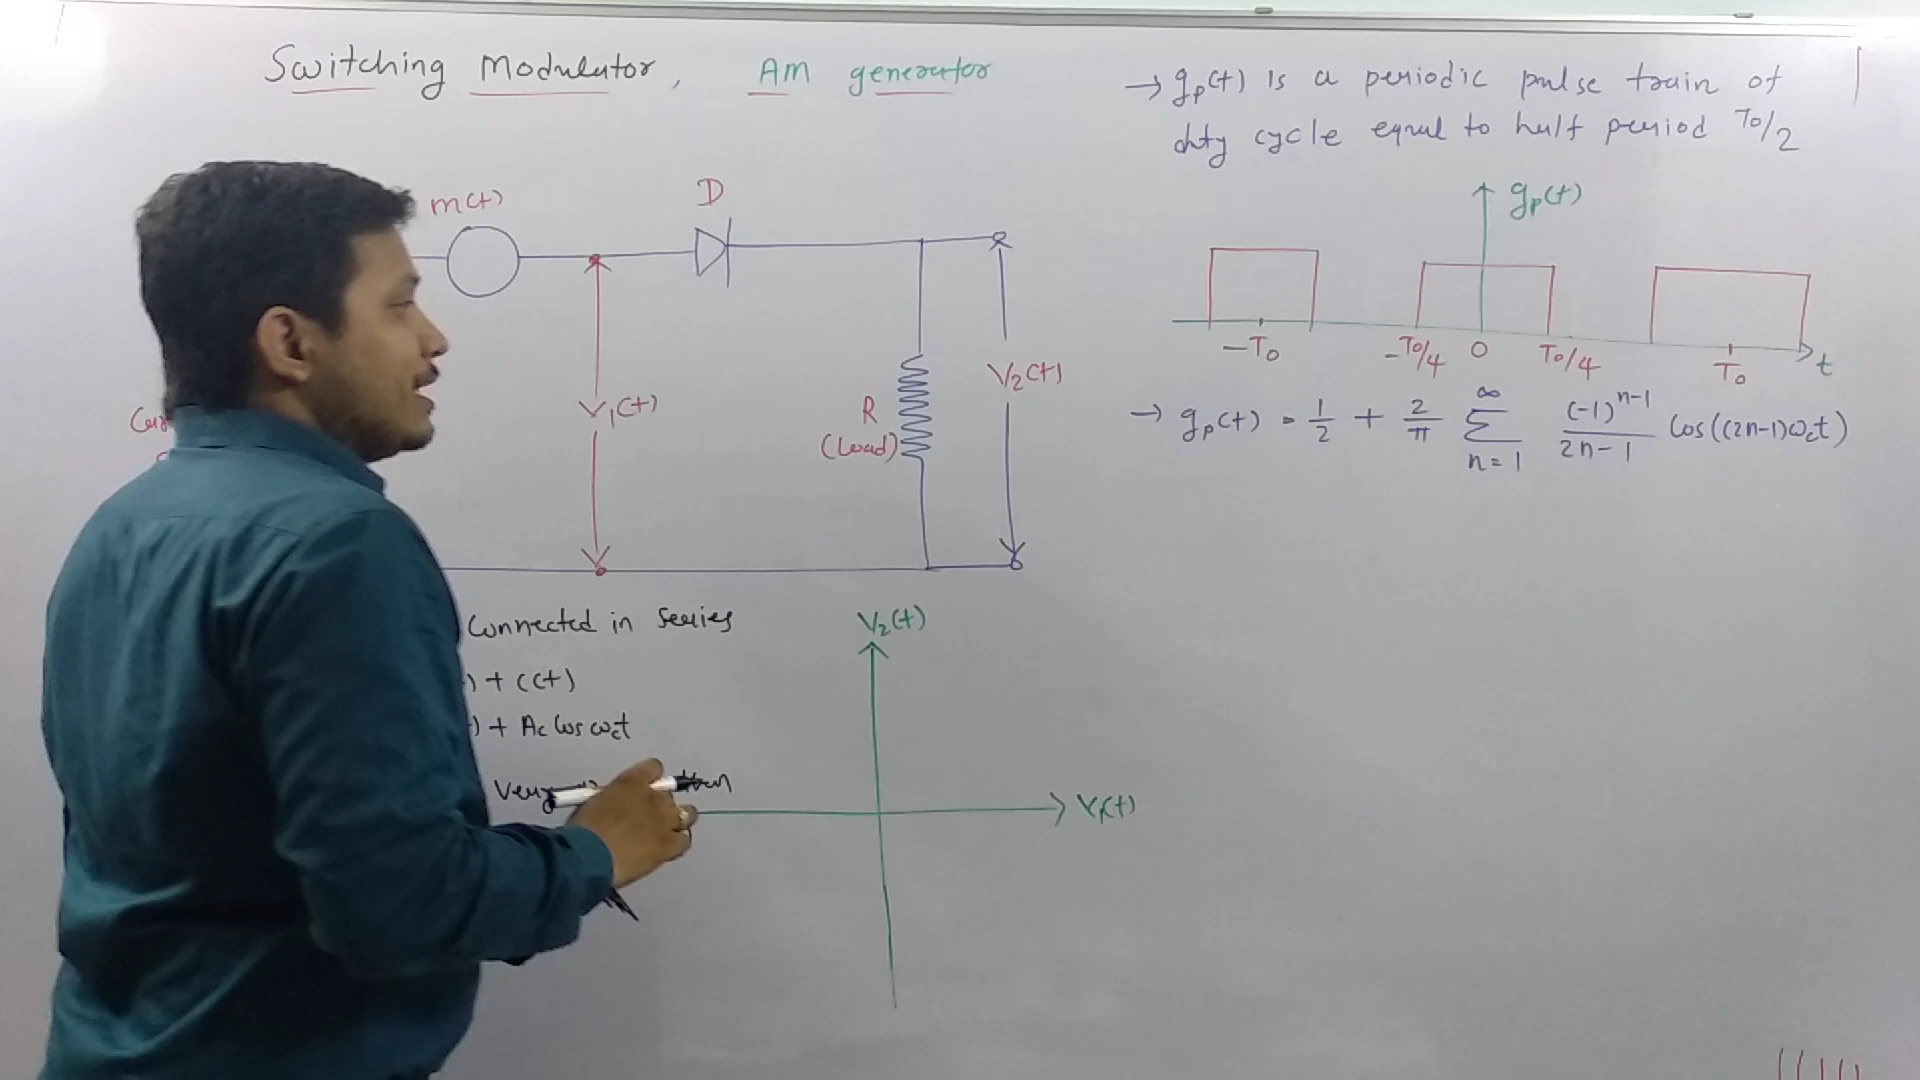 Switching Modulator, AM generator
→ gp(t) is a periodic pulse train of
duty cycle equal to half period T0/2
m(t)
D
gp(t)
-T0
-T0/4
0
T0/4
T0
t
V1(t)
R
(Load)
V2(t)
→ gp(t) = 1/2 + 2/π ∑ n=1 ∞ (-1)^(n-1)/(2n-1) cos((2n-1)ωct)
Connected in Series
) + c(t)
) + Ac cos ωct
V2(t)
V1(t)